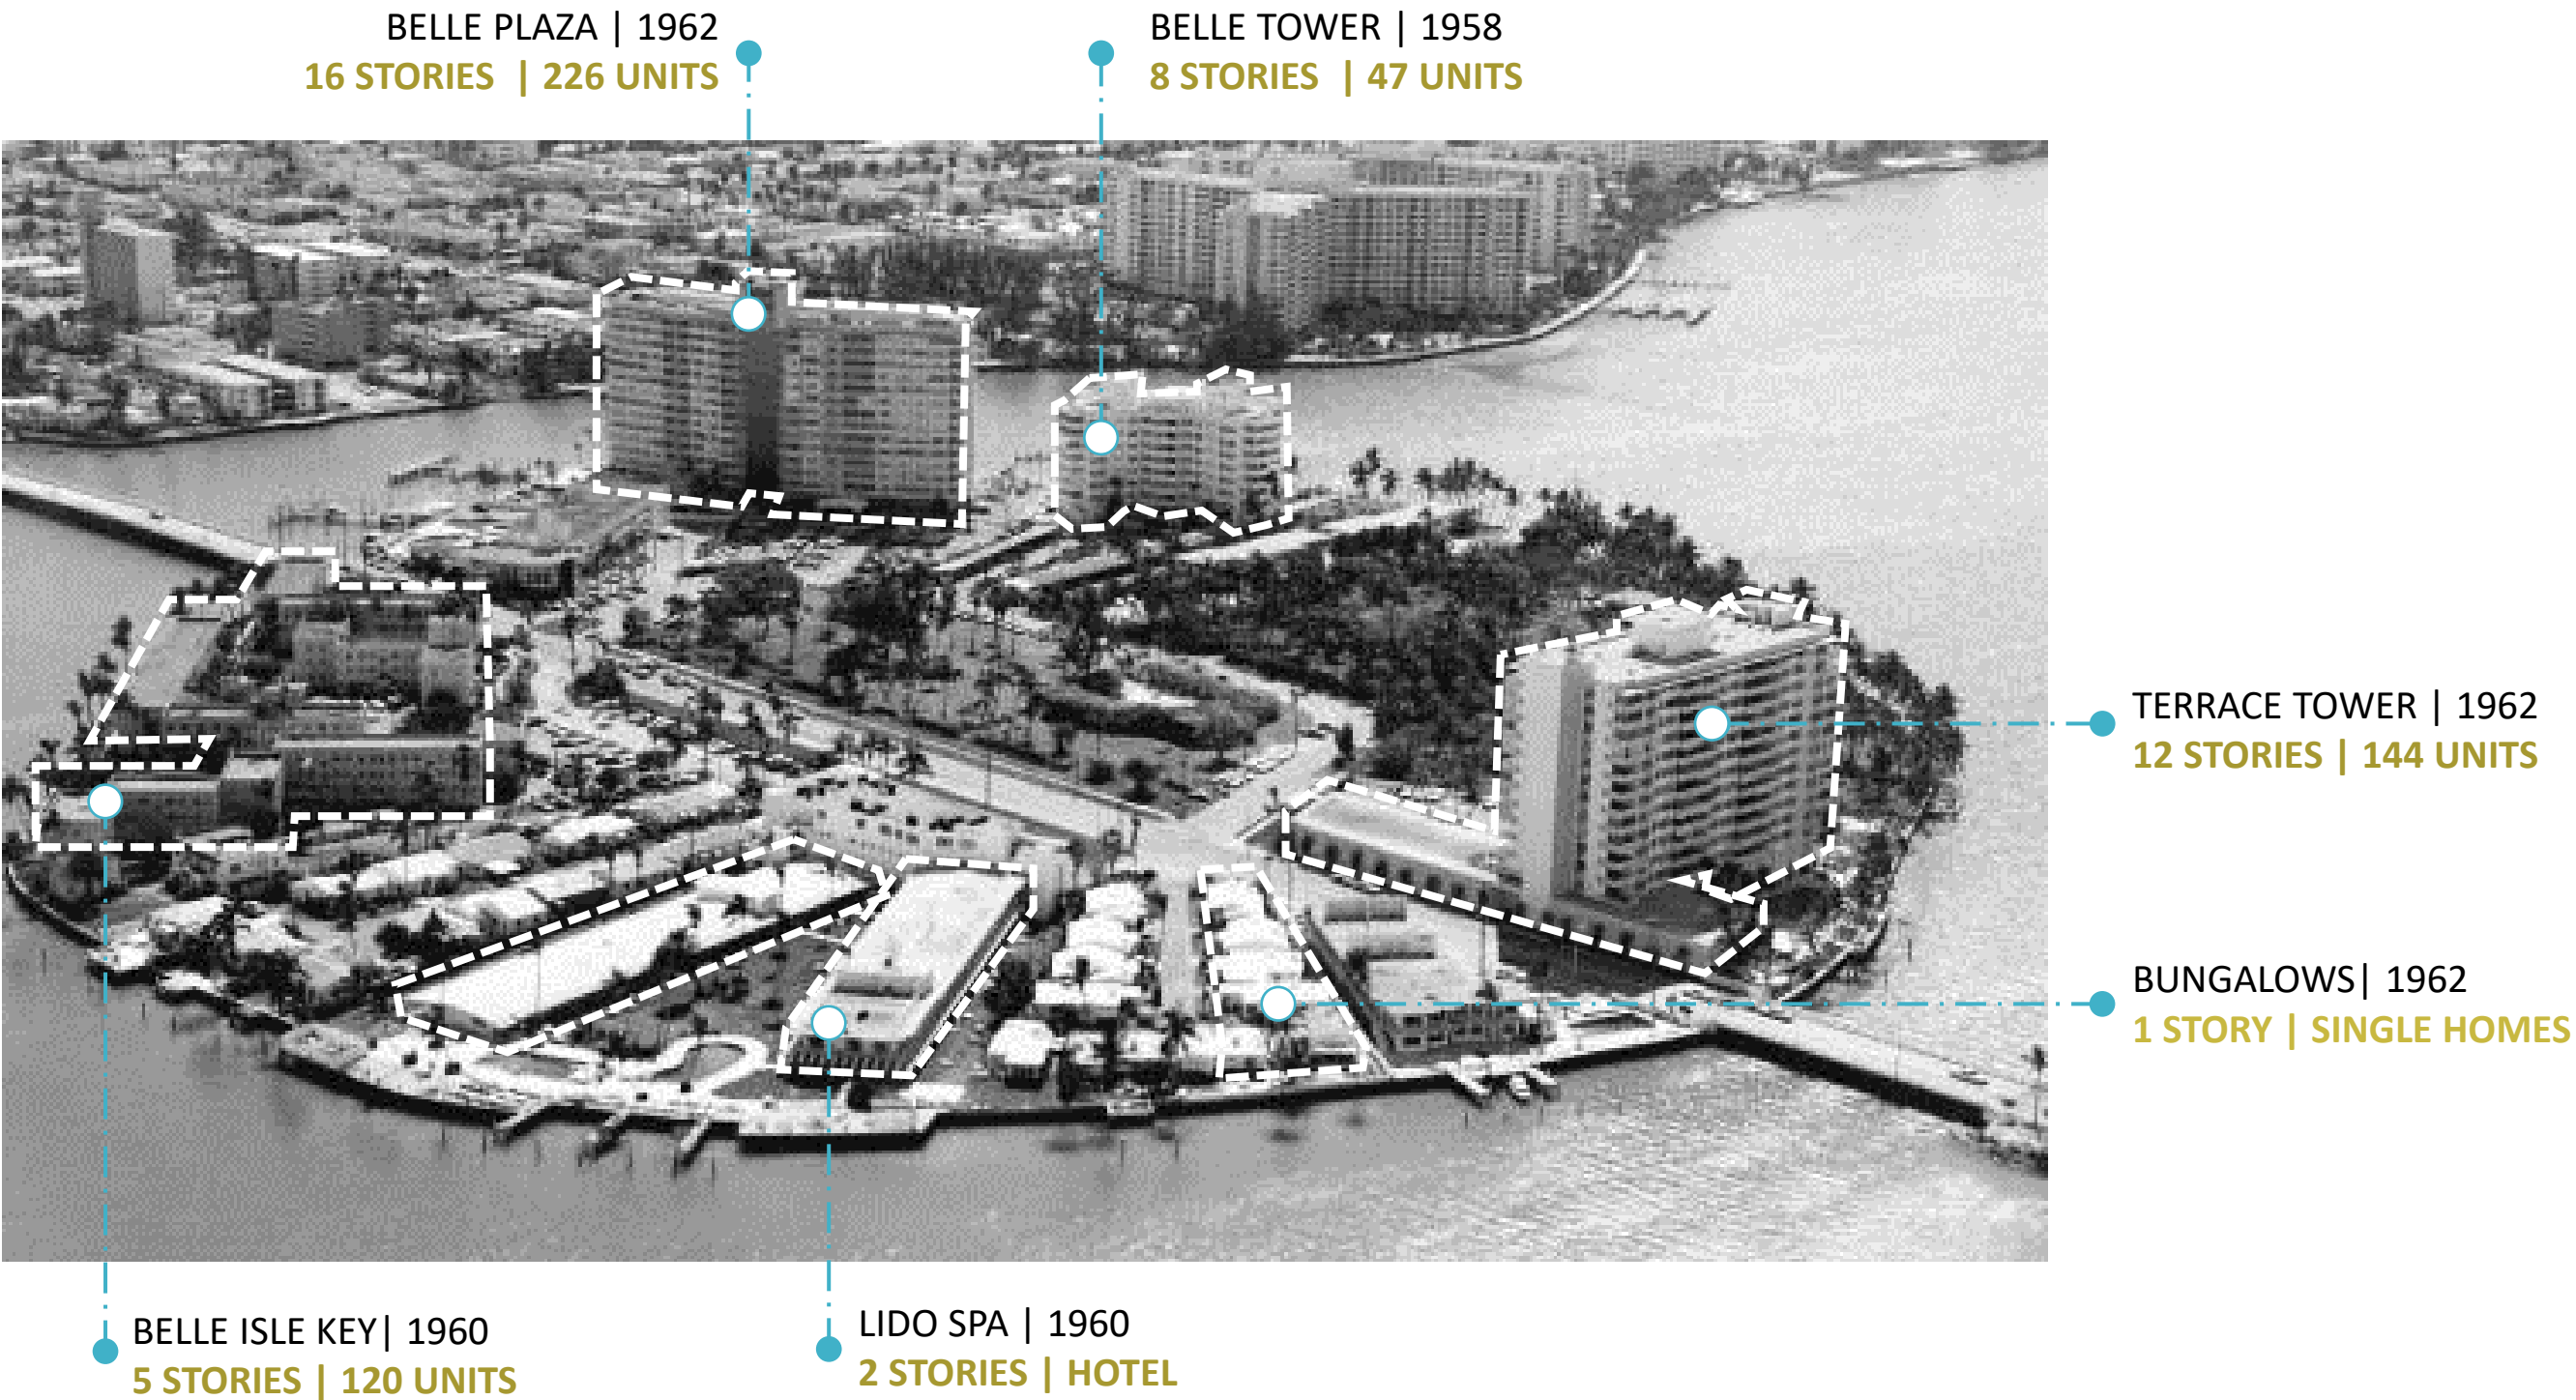 BELLE PLAZA | 1962
16 STORIES | 226 UNITS
BELLE TOWER | 1958
8 STORIES | 47 UNITS
TERRACE TOWER | 1962
12 STORIES | 144 UNITS
BUNGALOWS| 1962
1 STORY | SINGLE HOMES
BELLE ISLE KEY| 1960
5 STORIES | 120 UNITS
LIDO SPA | 1960
2 STORIES | HOTEL